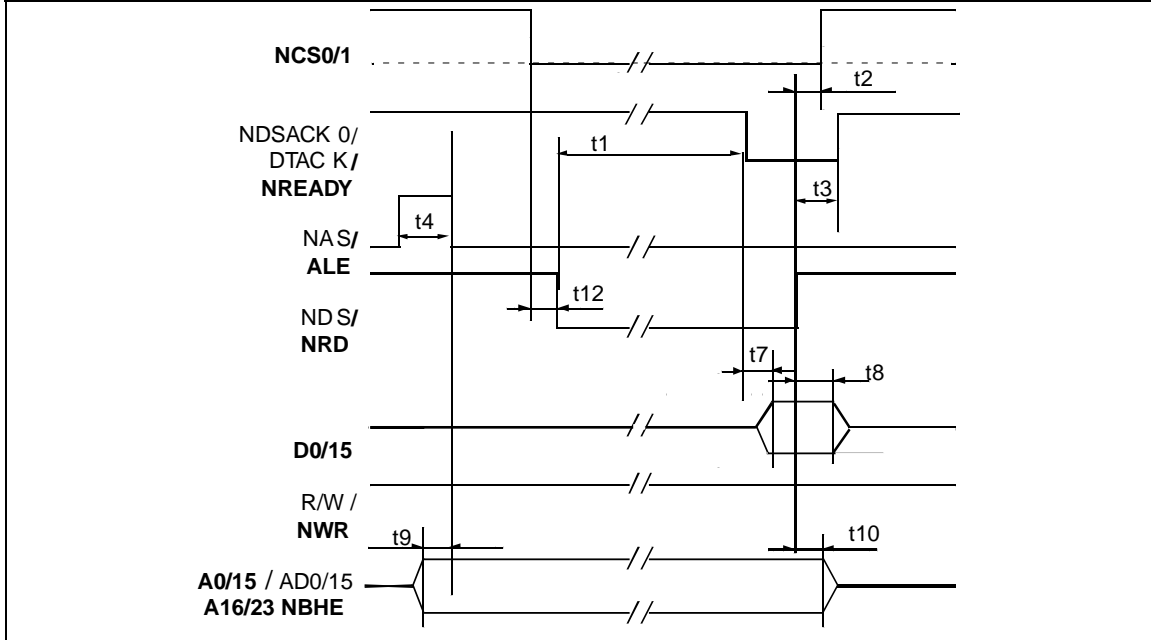 NCS0/1
t2
NDSACK 0/
DTAC K/
NREADY
t1
t3
t4
NA S/
ALE
t12
ND S/
NRD
t7
t8
D0/15
R/W /
NWR
t9
t10
A0/15 / AD0/15
A16/23 NBHE